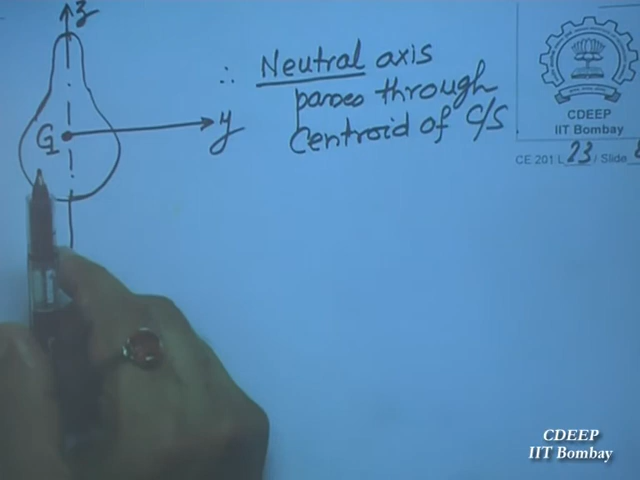 z
G
y
∴ Neutral axis
passes through
Centroid of C/S
CDEEP
IIT Bombay
CE 201 L 23 / Slide
CDEEP
IIT Bombay